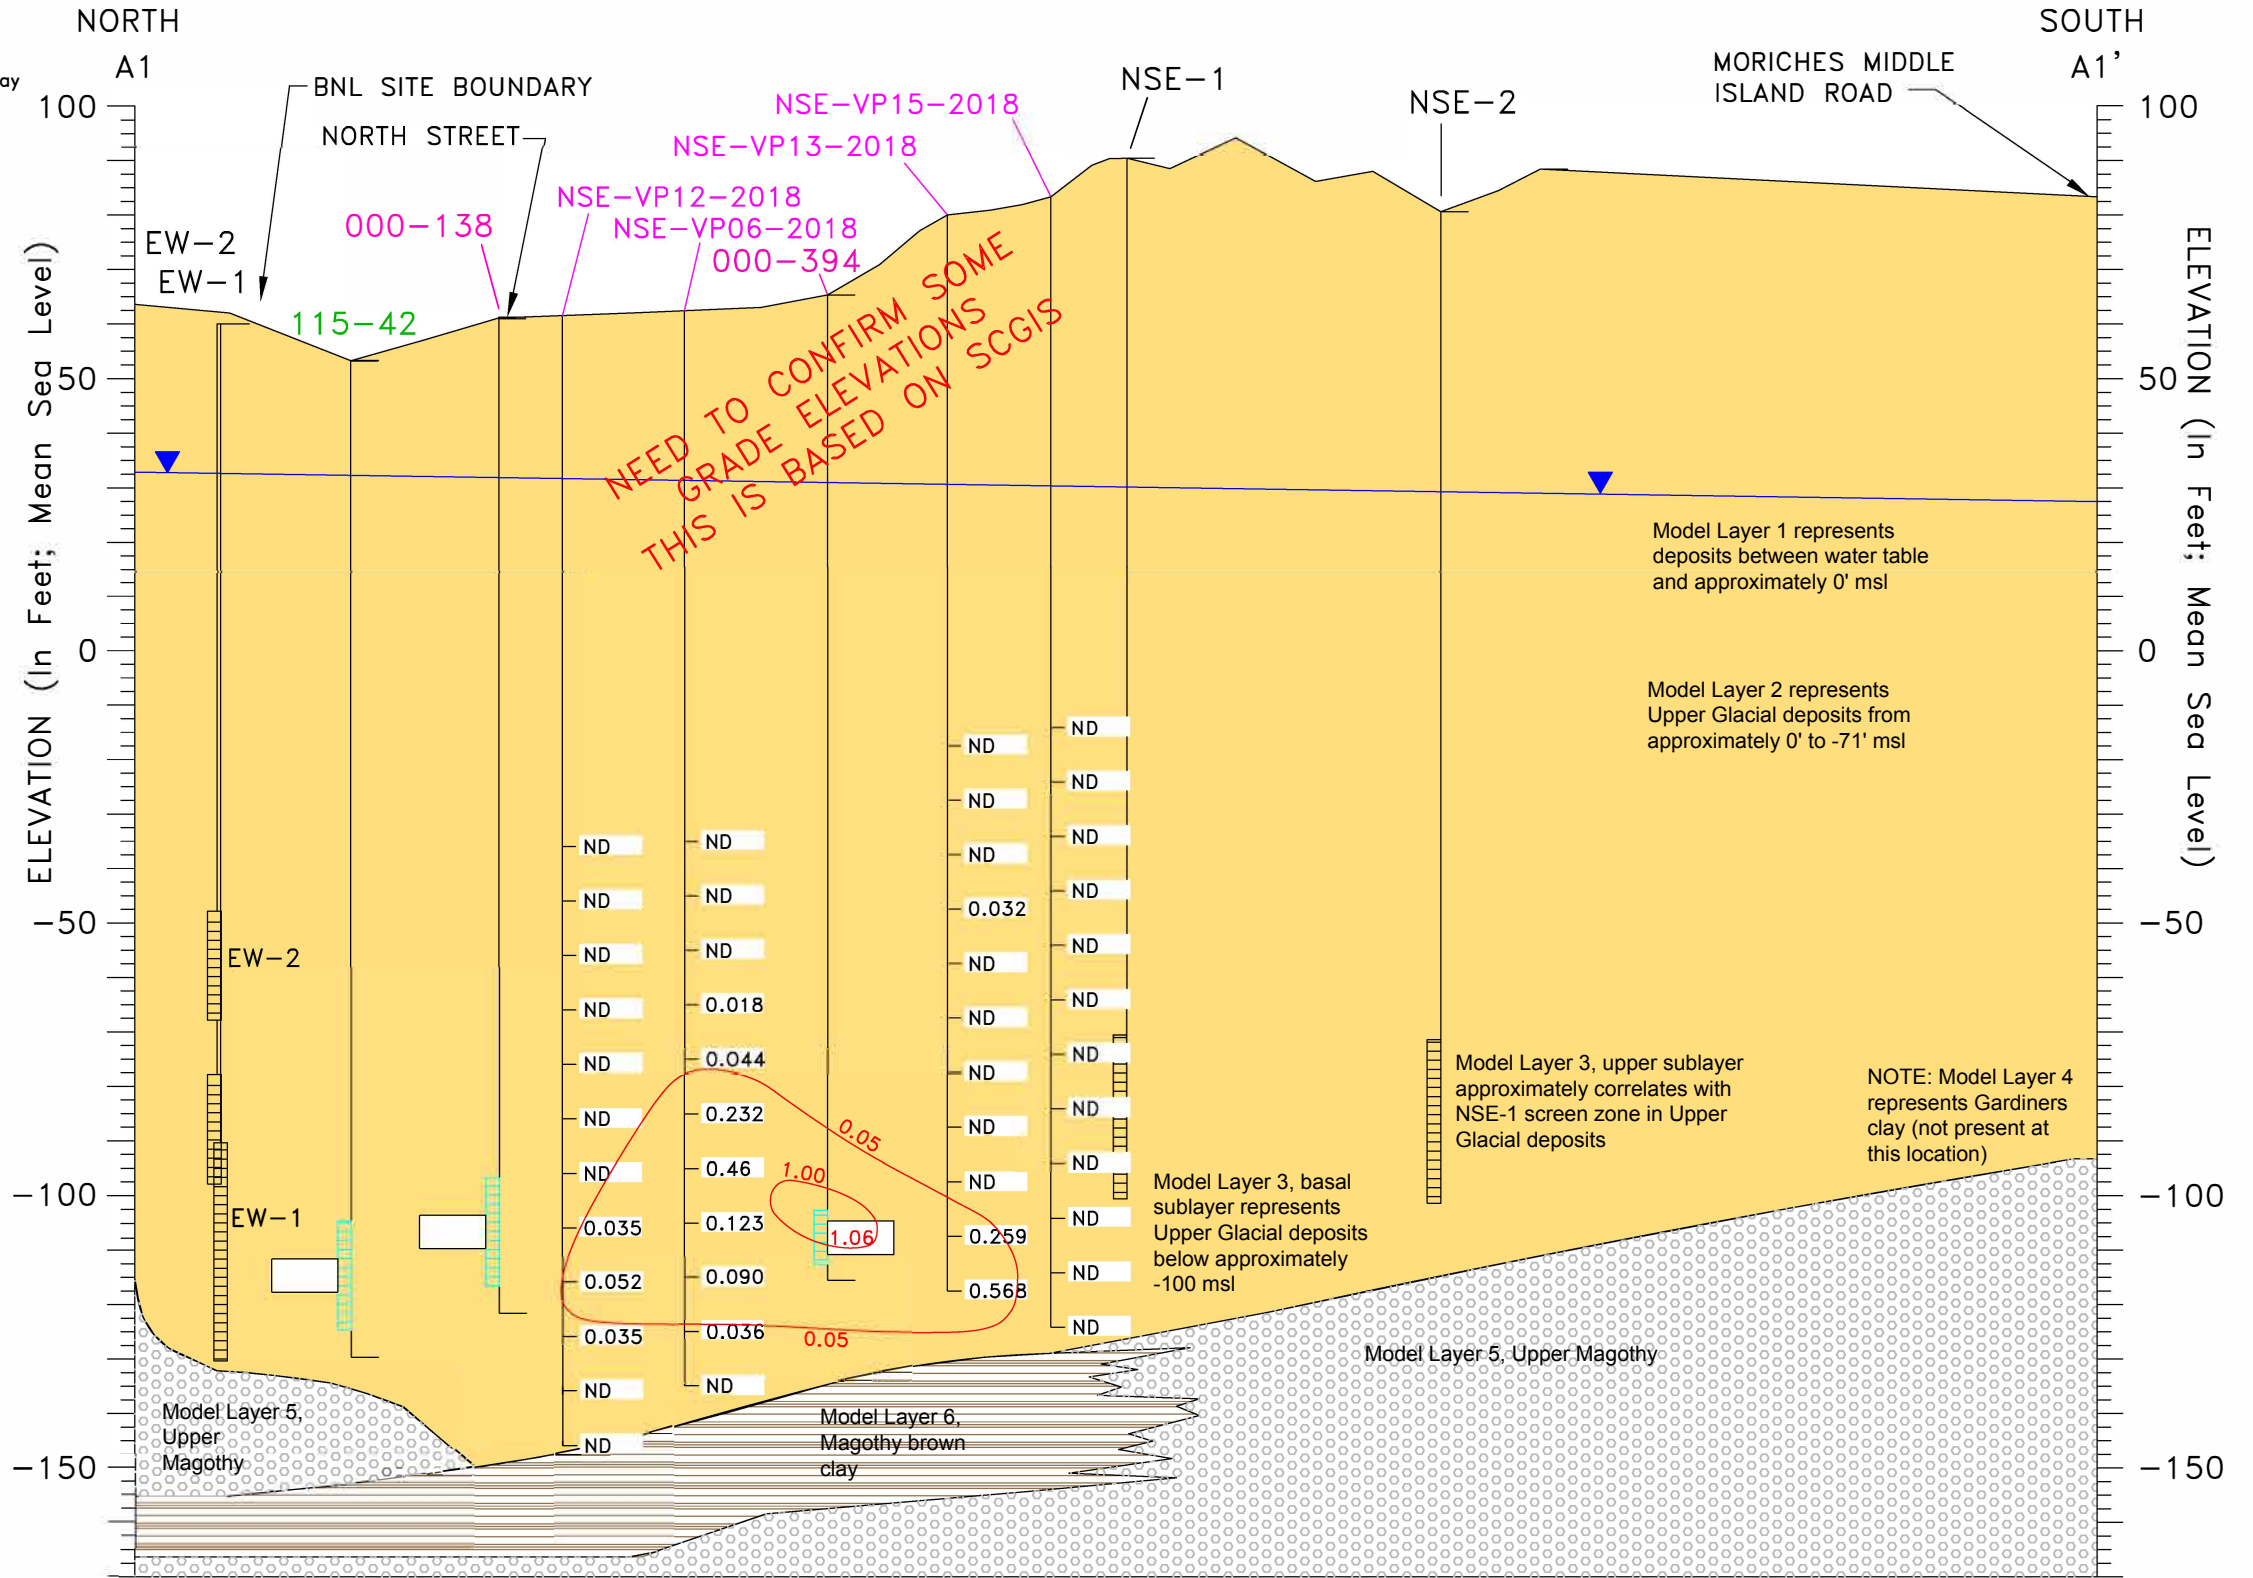 NORTH
SOUTH
A1
A1'
ay
BNL SITE BOUNDARY
NORTH STREET
NSE-VP15-2018
NSE-VP13-2018
NSE-VP12-2018
NSE-VP06-2018
000-138
000-394
NSE-1
NSE-2
MORICHES MIDDLE
ISLAND ROAD
EW-2
EW-1
115-42
NEED TO CONFIRM SOME
GRADE ELEVATIONS
THIS IS BASED ON SCGIS
ELEVATION (In Feet; Mean Sea Level)
100
50
0
-50
-100
-150
ELEVATION (In Feet; Mean Sea Level)
100
50
0
-50
-100
-150
Model Layer 1 represents
deposits between water table
and approximately 0' msl
Model Layer 2 represents
Upper Glacial deposits from
approximately 0' to -71' msl
EW-2
EW-1
ND
ND
ND
ND
ND
ND
ND
0.035
0.052
0.035
ND
ND
ND
ND
ND
0.018
0.044
0.232
0.46
0.123
0.090
0.036
ND
0.05
1.00
1.06
0.05
ND
ND
ND
0.032
ND
ND
ND
ND
ND
0.259
0.568
ND
ND
ND
ND
ND
ND
ND
ND
ND
ND
ND
ND
Model Layer 3, upper sublayer
approximately correlates with
NSE-1 screen zone in Upper
Glacial deposits
NOTE: Model Layer 4
represents Gardiners
clay (not present at
this location)
Model Layer 3, basal
sublayer represents
Upper Glacial deposits
below approximately
-100 msl
Model Layer 5, Upper Magothy
Model Layer 5,
Upper
Magothy
Model Layer 6,
Magothy brown
clay